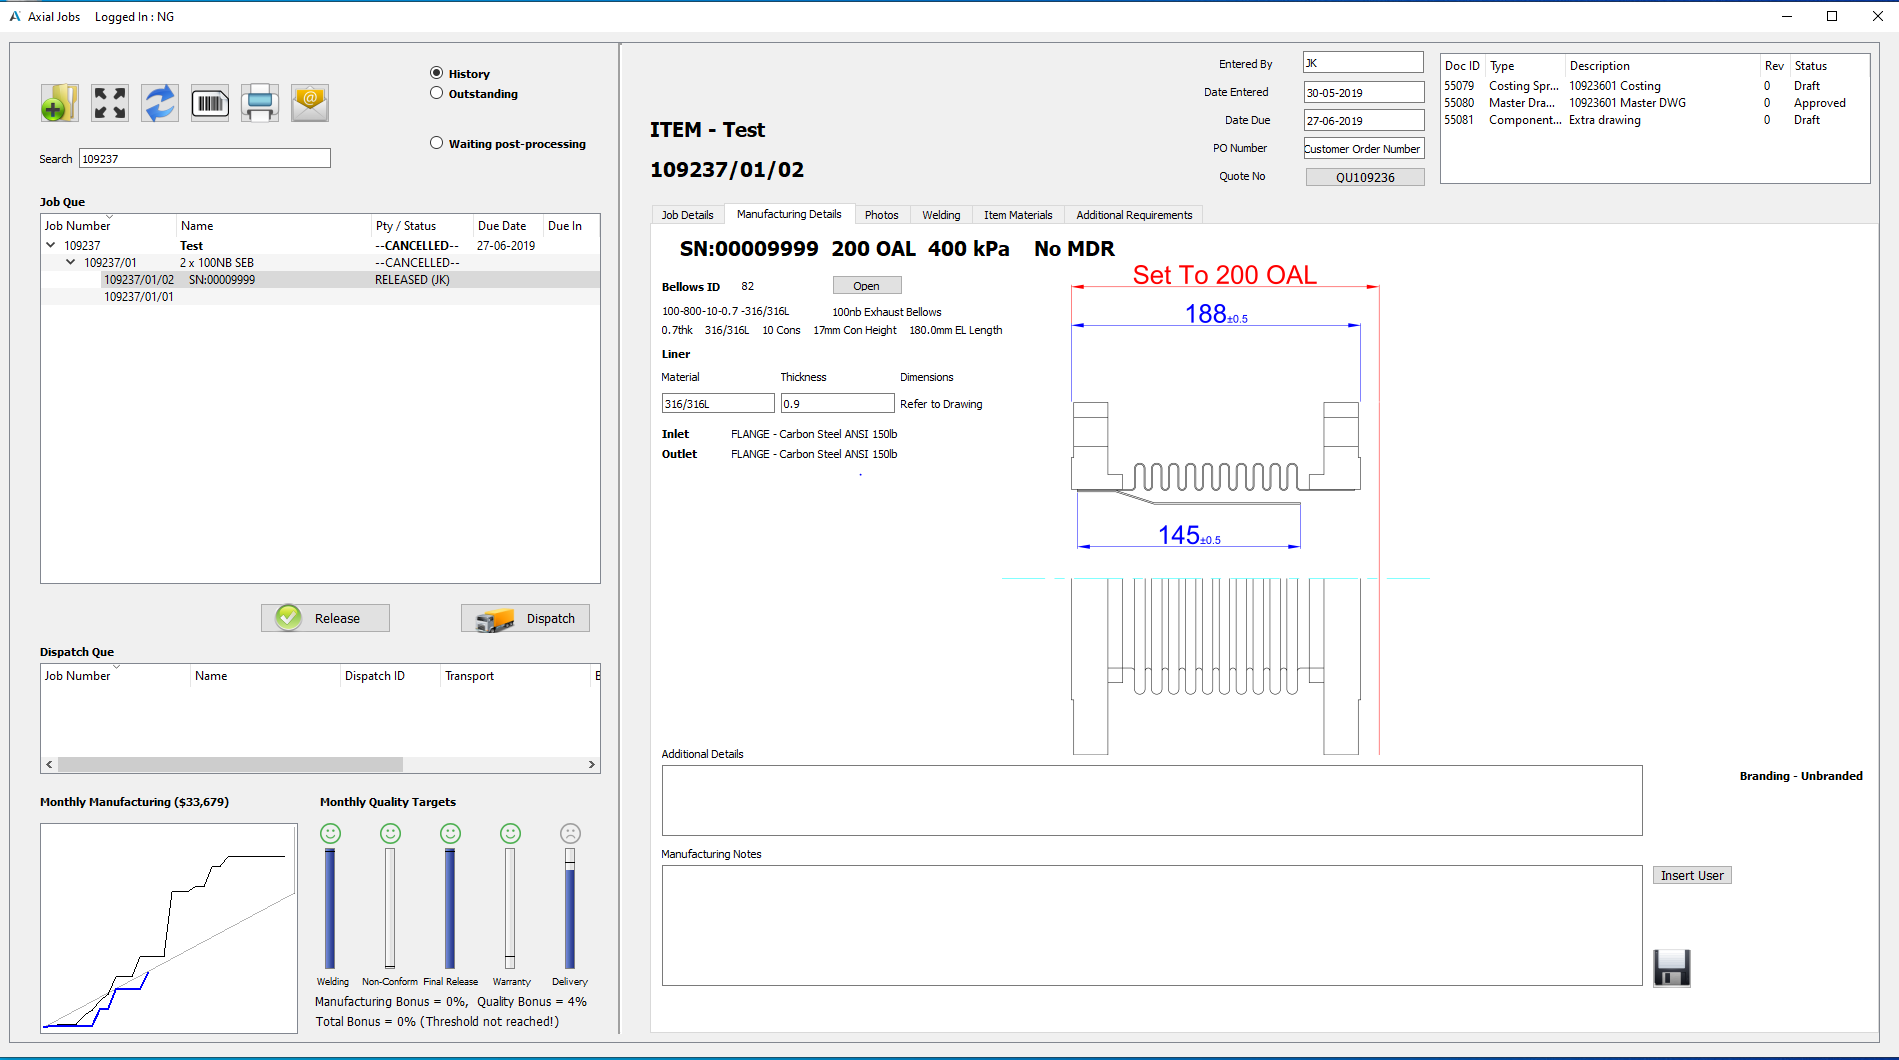 Axial Jobs Logged In : NG
History
Outstanding
Waiting post-processing
Search 109237
Job Que
Job Number Name Pty / Status Due Date Due In
109237 Test --CANCELLED-- 27-06-2019
109237/01 2 x 100NB SEB --CANCELLED--
109237/01/02 SN:00009999 RELEASED (JK)
109237/01/01
Release Dispatch
Dispatch Que
Job Number Name Dispatch ID Transport E
Monthly Manufacturing ($33,679)
Monthly Quality Targets
Welding Non-Conform Final Release Warranty Delivery
Manufacturing Bonus = 0%, Quality Bonus = 4%
Total Bonus = 0% (Threshold not reached!)
ITEM - Test
109237/01/02
Entered By JK
Date Entered 30-05-2019
Date Due 27-06-2019
PO Number Customer Order Number
Quote No QU109236
Doc ID Type Description Rev Status
55079 Costing Spr... 10923601 Costing 0 Draft
55080 Master Dra... 10923601 Master DWG 0 Approved
55081 Component... Extra drawing 0 Draft
Job Details Manufacturing Details Photos Welding Item Materials Additional Requirements
SN:00009999 200 OAL 400 kPa No MDR
Bellows ID 82 Open
100-800-10-0.7 -316/316L 100nb Exhaust Bellows
0.7thk 316/316L 10 Cons 17mm Con Height 180.0mm EL Length
Liner
Material Thickness Dimensions
316/316L 0.9 Refer to Drawing
Inlet FLANGE - Carbon Steel ANSI 150lb
Outlet FLANGE - Carbon Steel ANSI 150lb
Set To 200 OAL
188±0.5
145±0.5
Additional Details
Branding - Unbranded
Manufacturing Notes
Insert User